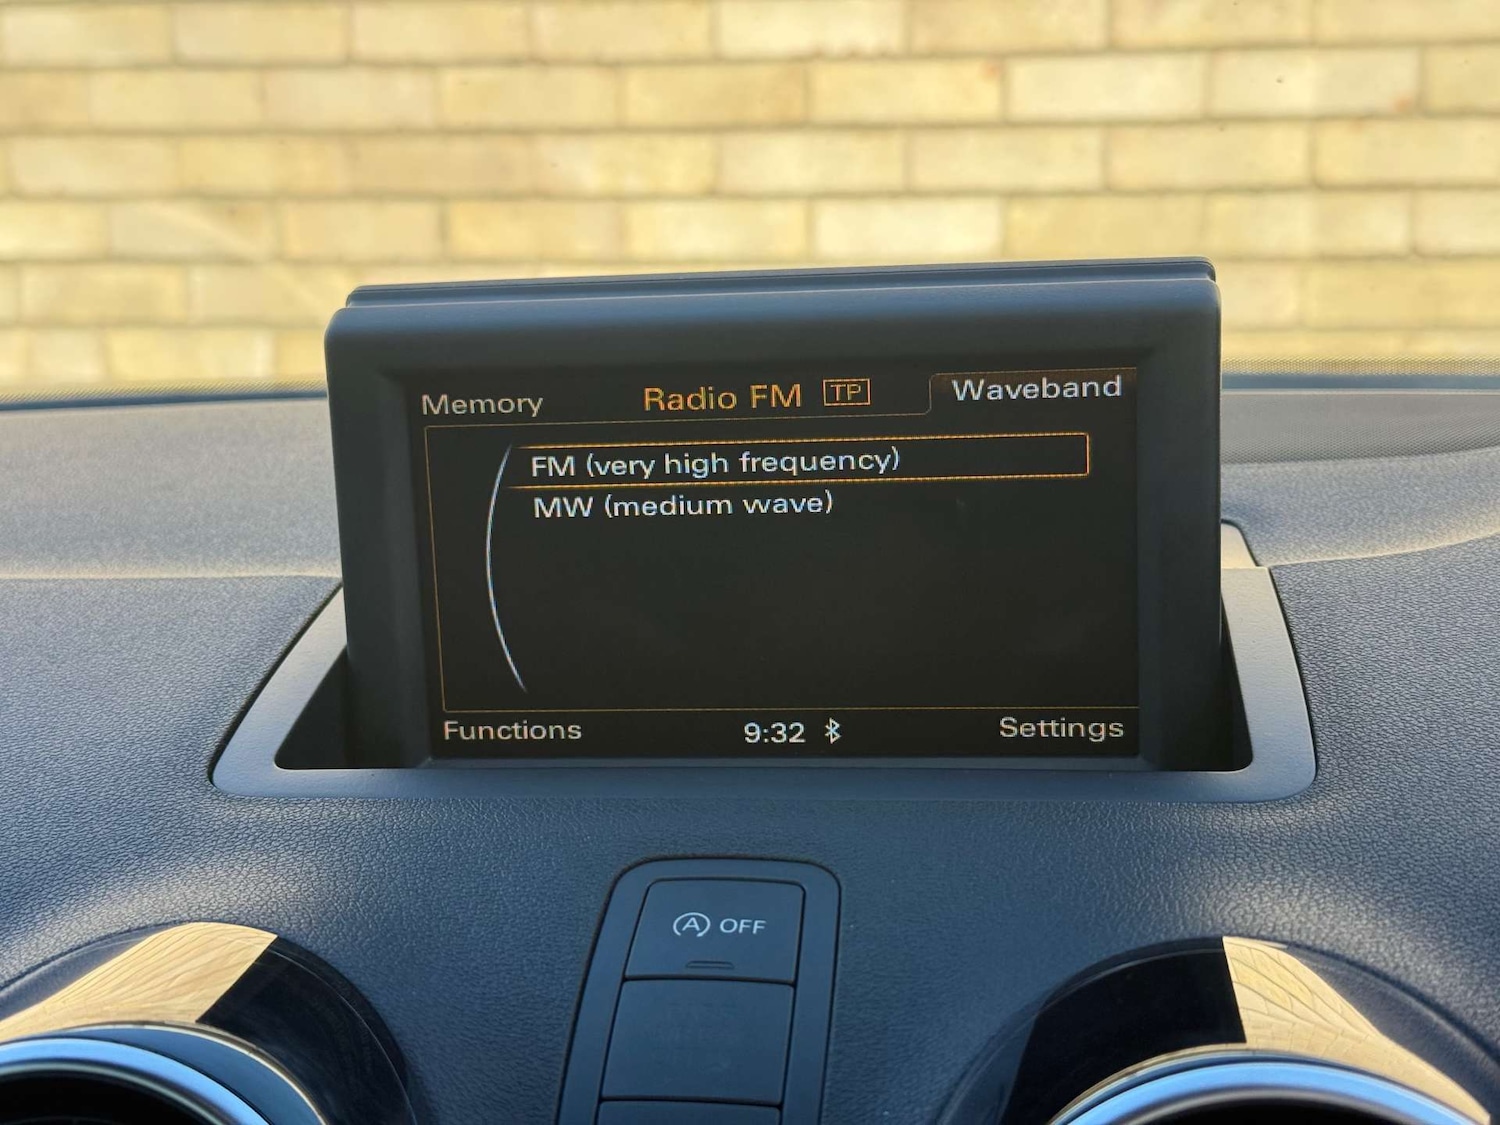 Memory Radio FM TP Waveband
FM (very high frequency)
MW (medium wave)
Functions 9:32 Settings
A OFF